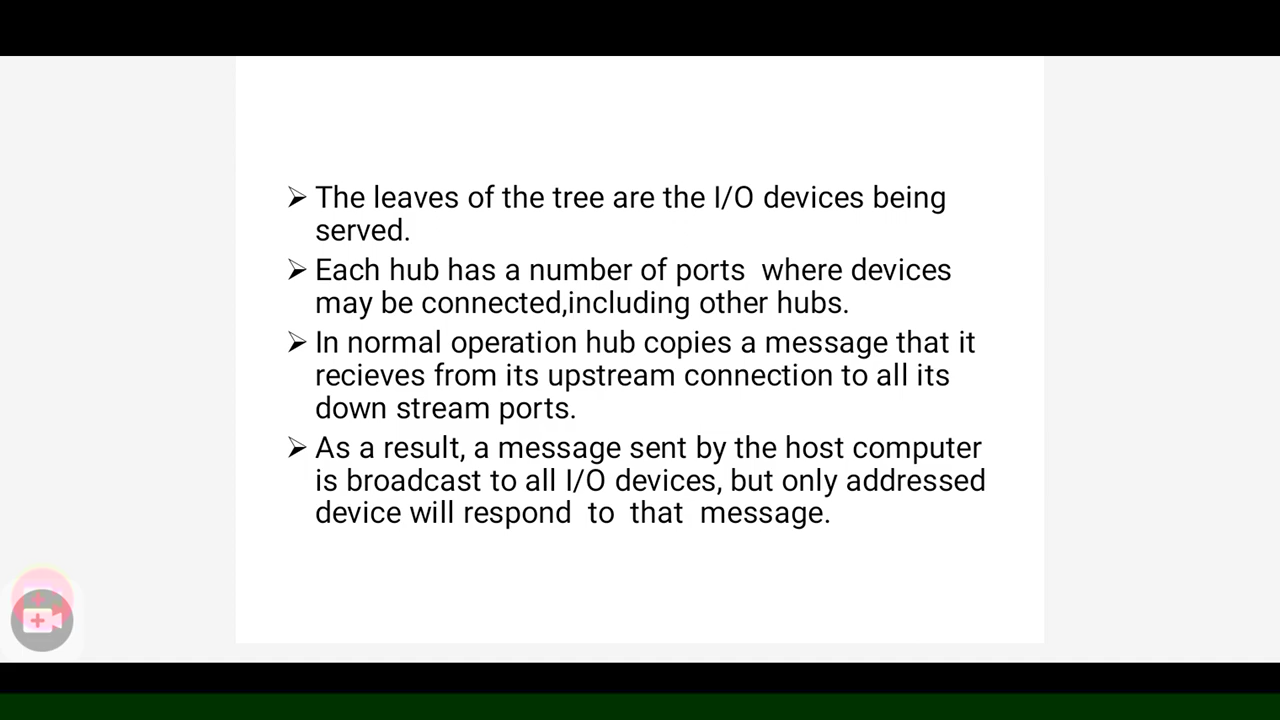 ➢ The leaves of the tree are the I/O devices being
served.
➢ Each hub has a number of ports  where devices
may be connected,including other hubs.
➢ In normal operation hub copies a message that it
recieves from its upstream connection to all its
down stream ports.
➢ As a result, a message sent by the host computer
is broadcast to all I/O devices, but only addressed
device will respond  to  that  message.